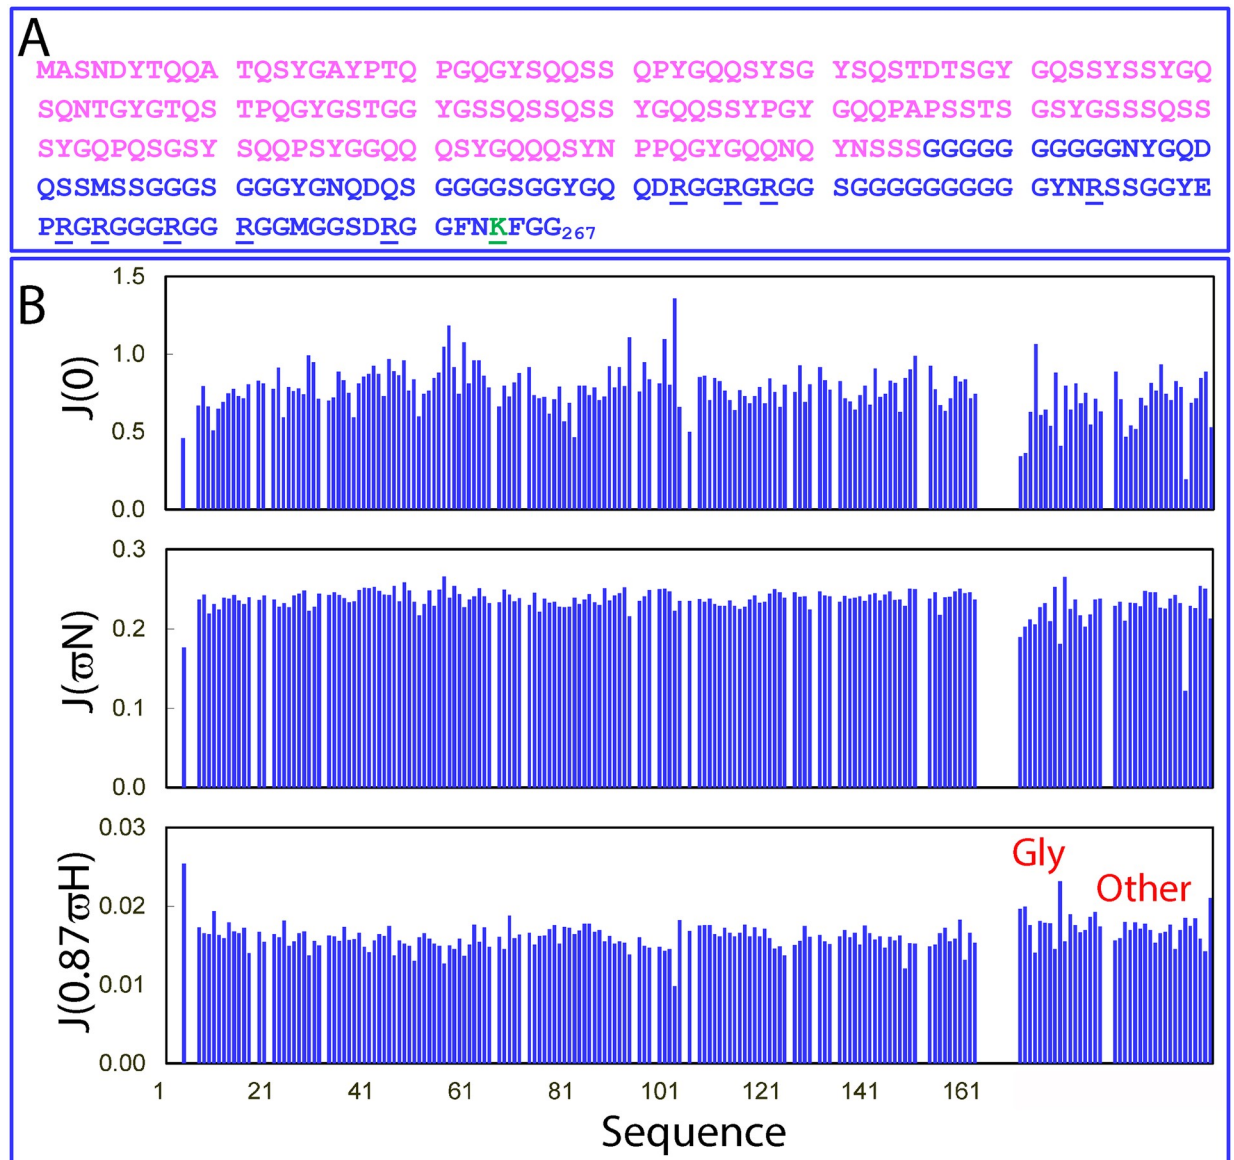 A
MASNDYTQQA TQSYGAYPTQ PGQGYSQQSS QPYGQQSYSG YSQSTDTSGY GQSSYSSYGQ
SQNTGYGTQS TPQGYGSTGG YGSSQSSQSS YGQQSSYPGY GQQPAPSSTS GSYGSSSQSS
SYGQPQSGSY SQQPSYGGQQ QSYGQQQSYN PPQGYGQQNQ YNSSSGGGGG GGGGGNYGQD
QSSMSSGGGS GGGYGNQDQS GGGGSGGYGQ QDRGGRGRGG SGGGGGGGGG GYNRSSGGYE
PRGRGGGRGG RGGMGGSDRG GFNKFGG267
B
1.5
1.0
0.5
0.0
J(0)
0.3
0.2
0.1
0.0
J(ϖN)
0.03
0.02
0.01
0.00
J(0.87ϖH)
Gly
Other
1 21 41 61 81 101 121 141 161
Sequence